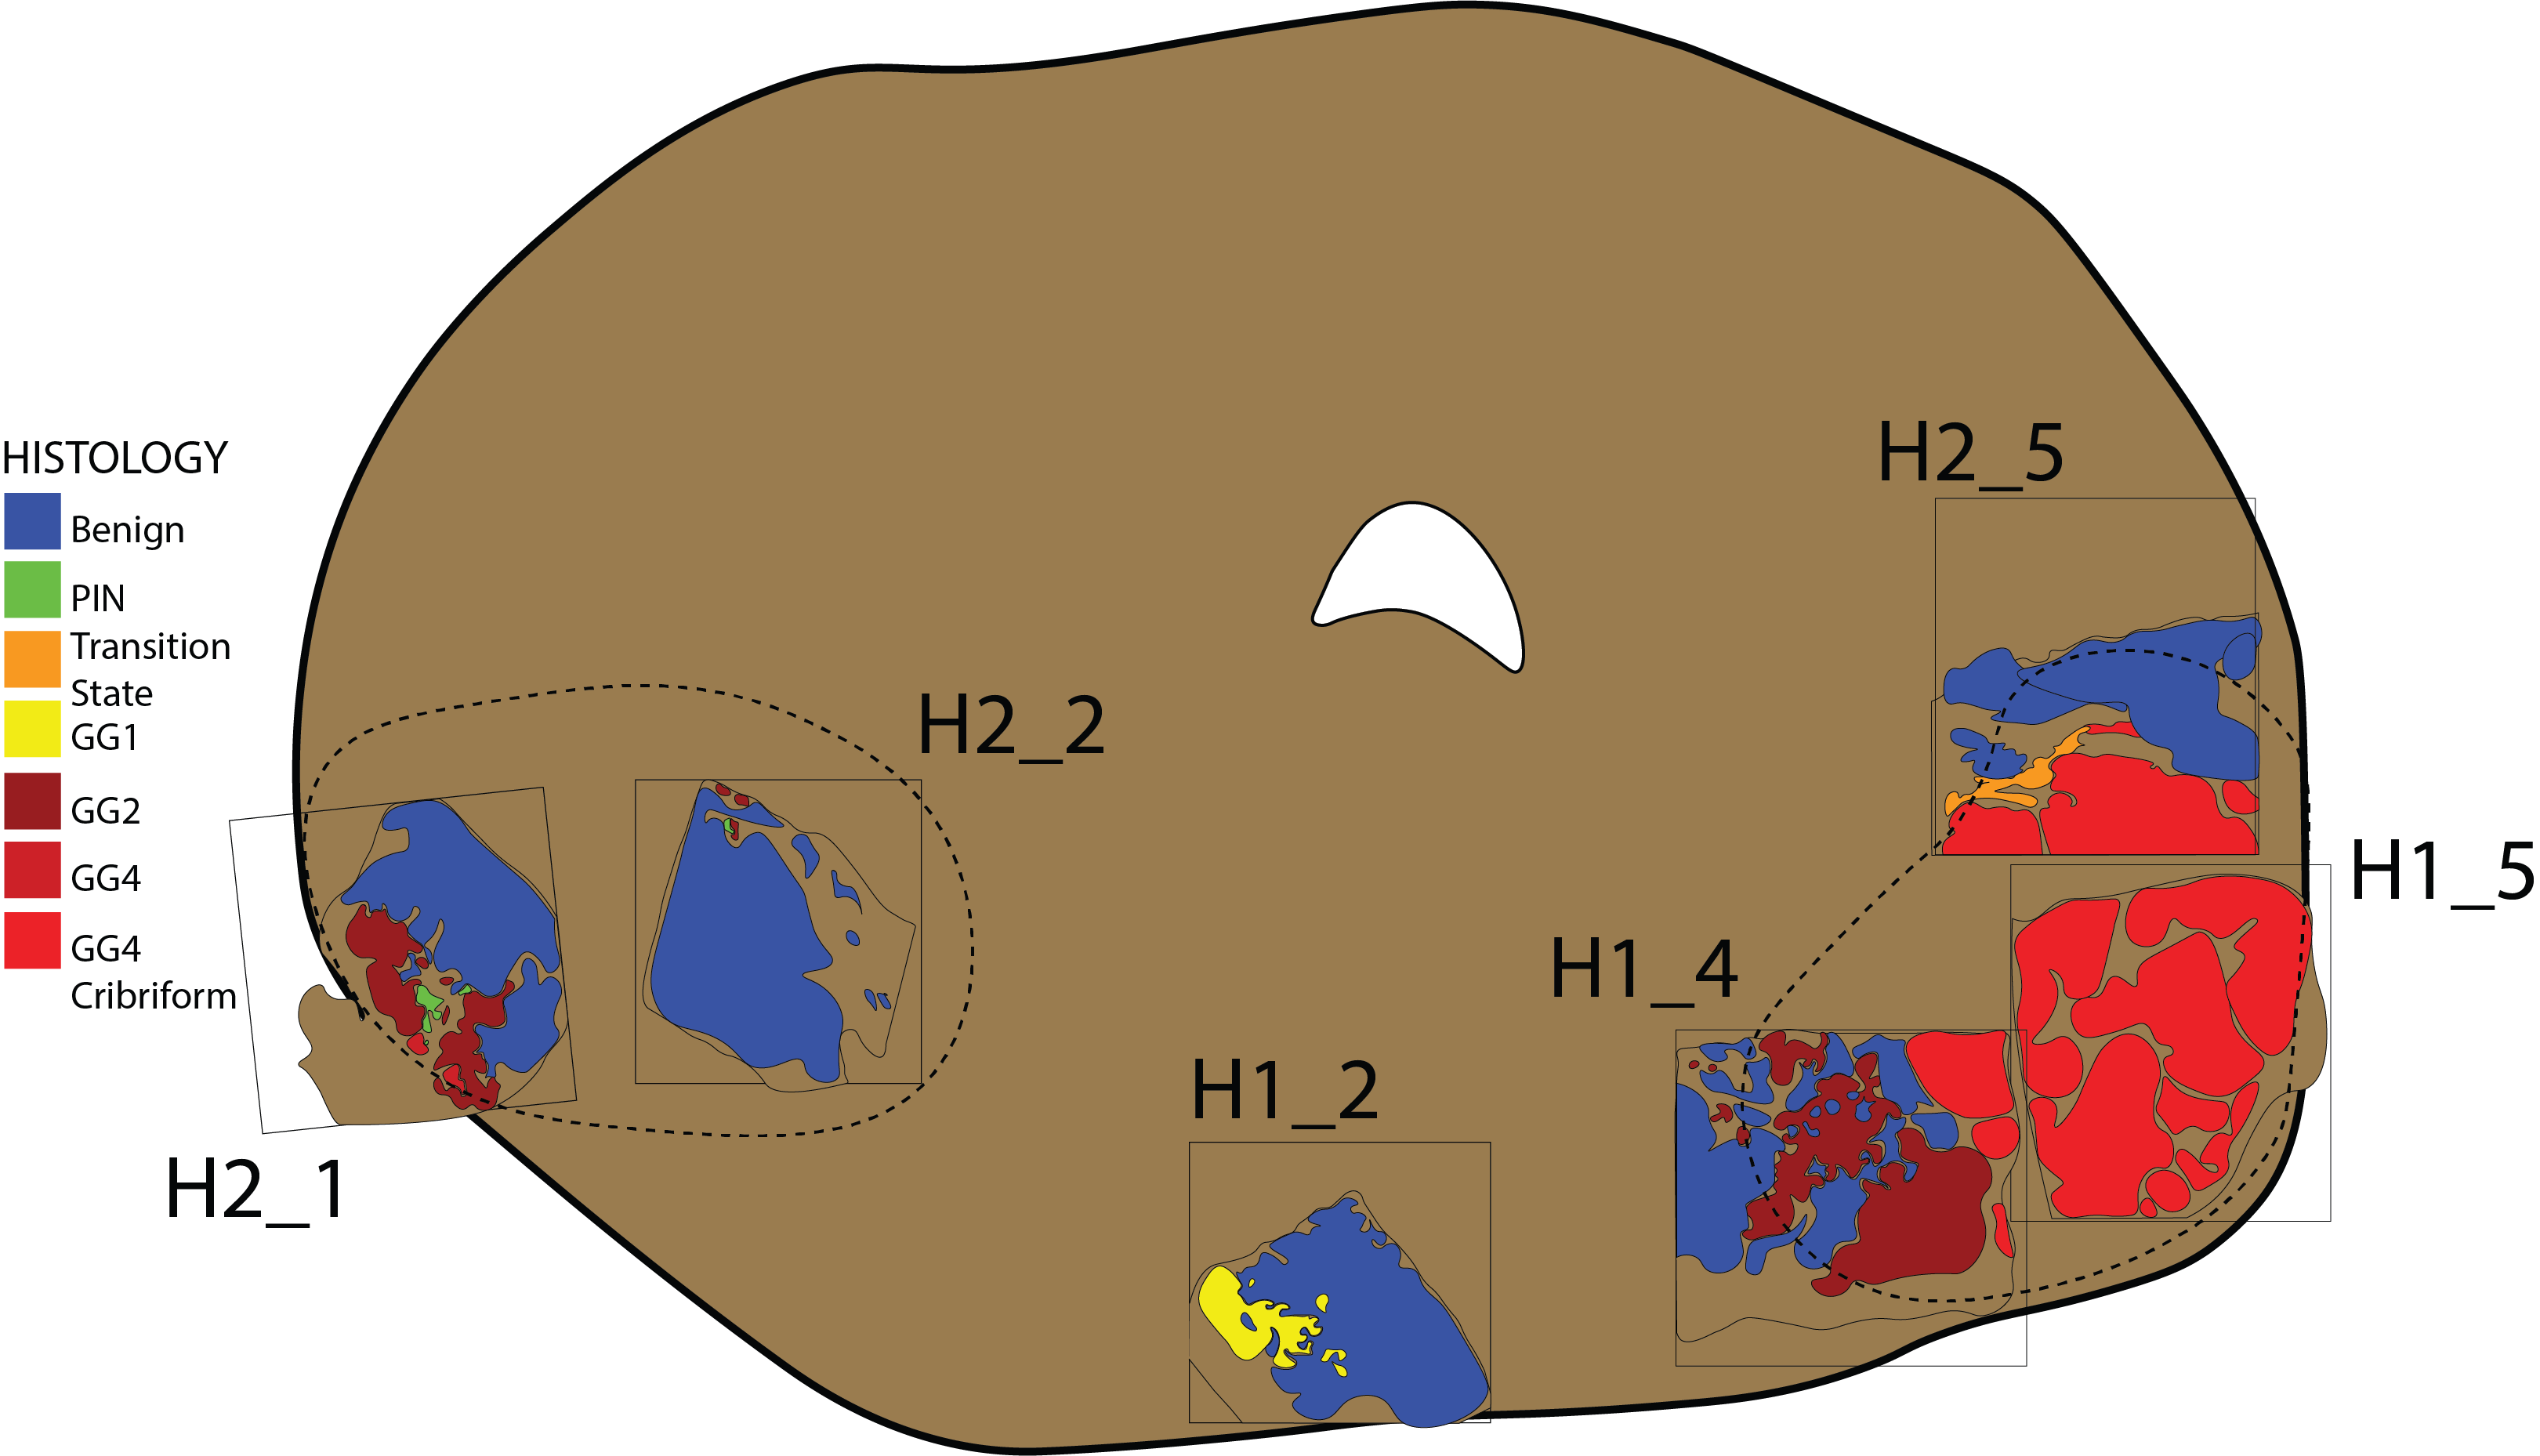 HISTOLOGY
Benign
PIN
Transition
State
GG1
GG2
GG4
GG4
Cribriform
H2_5
H2_2
H1_5
H1_4
H1_2
H2_1